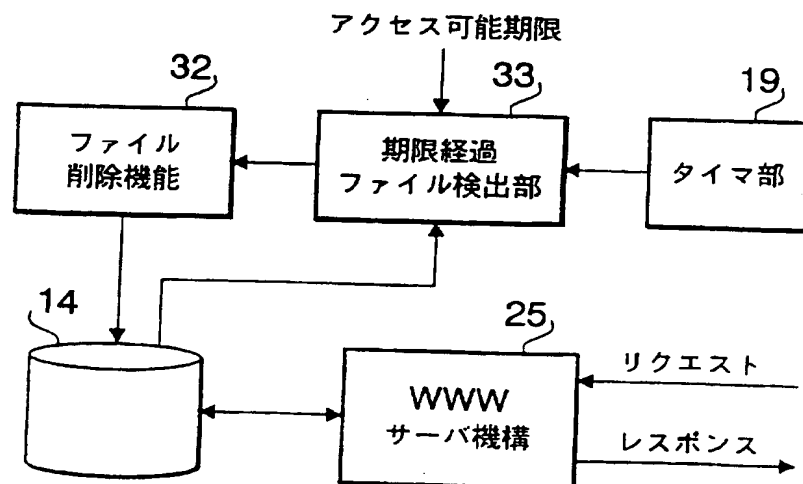 アクセス可能期限
32
33
19
ファイル
削除機能
期限経過
ファイル検出部
タイマ部
14
25
WWW
サーバ機構
リクエスト
レスポンス